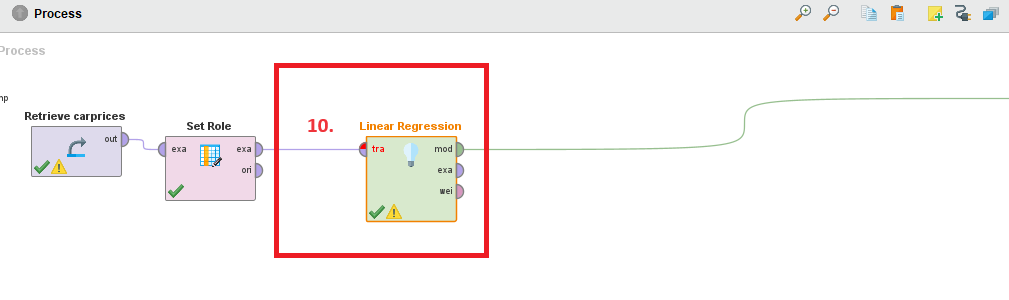 Process
Process
np
Retrieve carprices
out
Set Role
exa
exa
ori
10.
Linear Regression
tra
mod
exa
wei